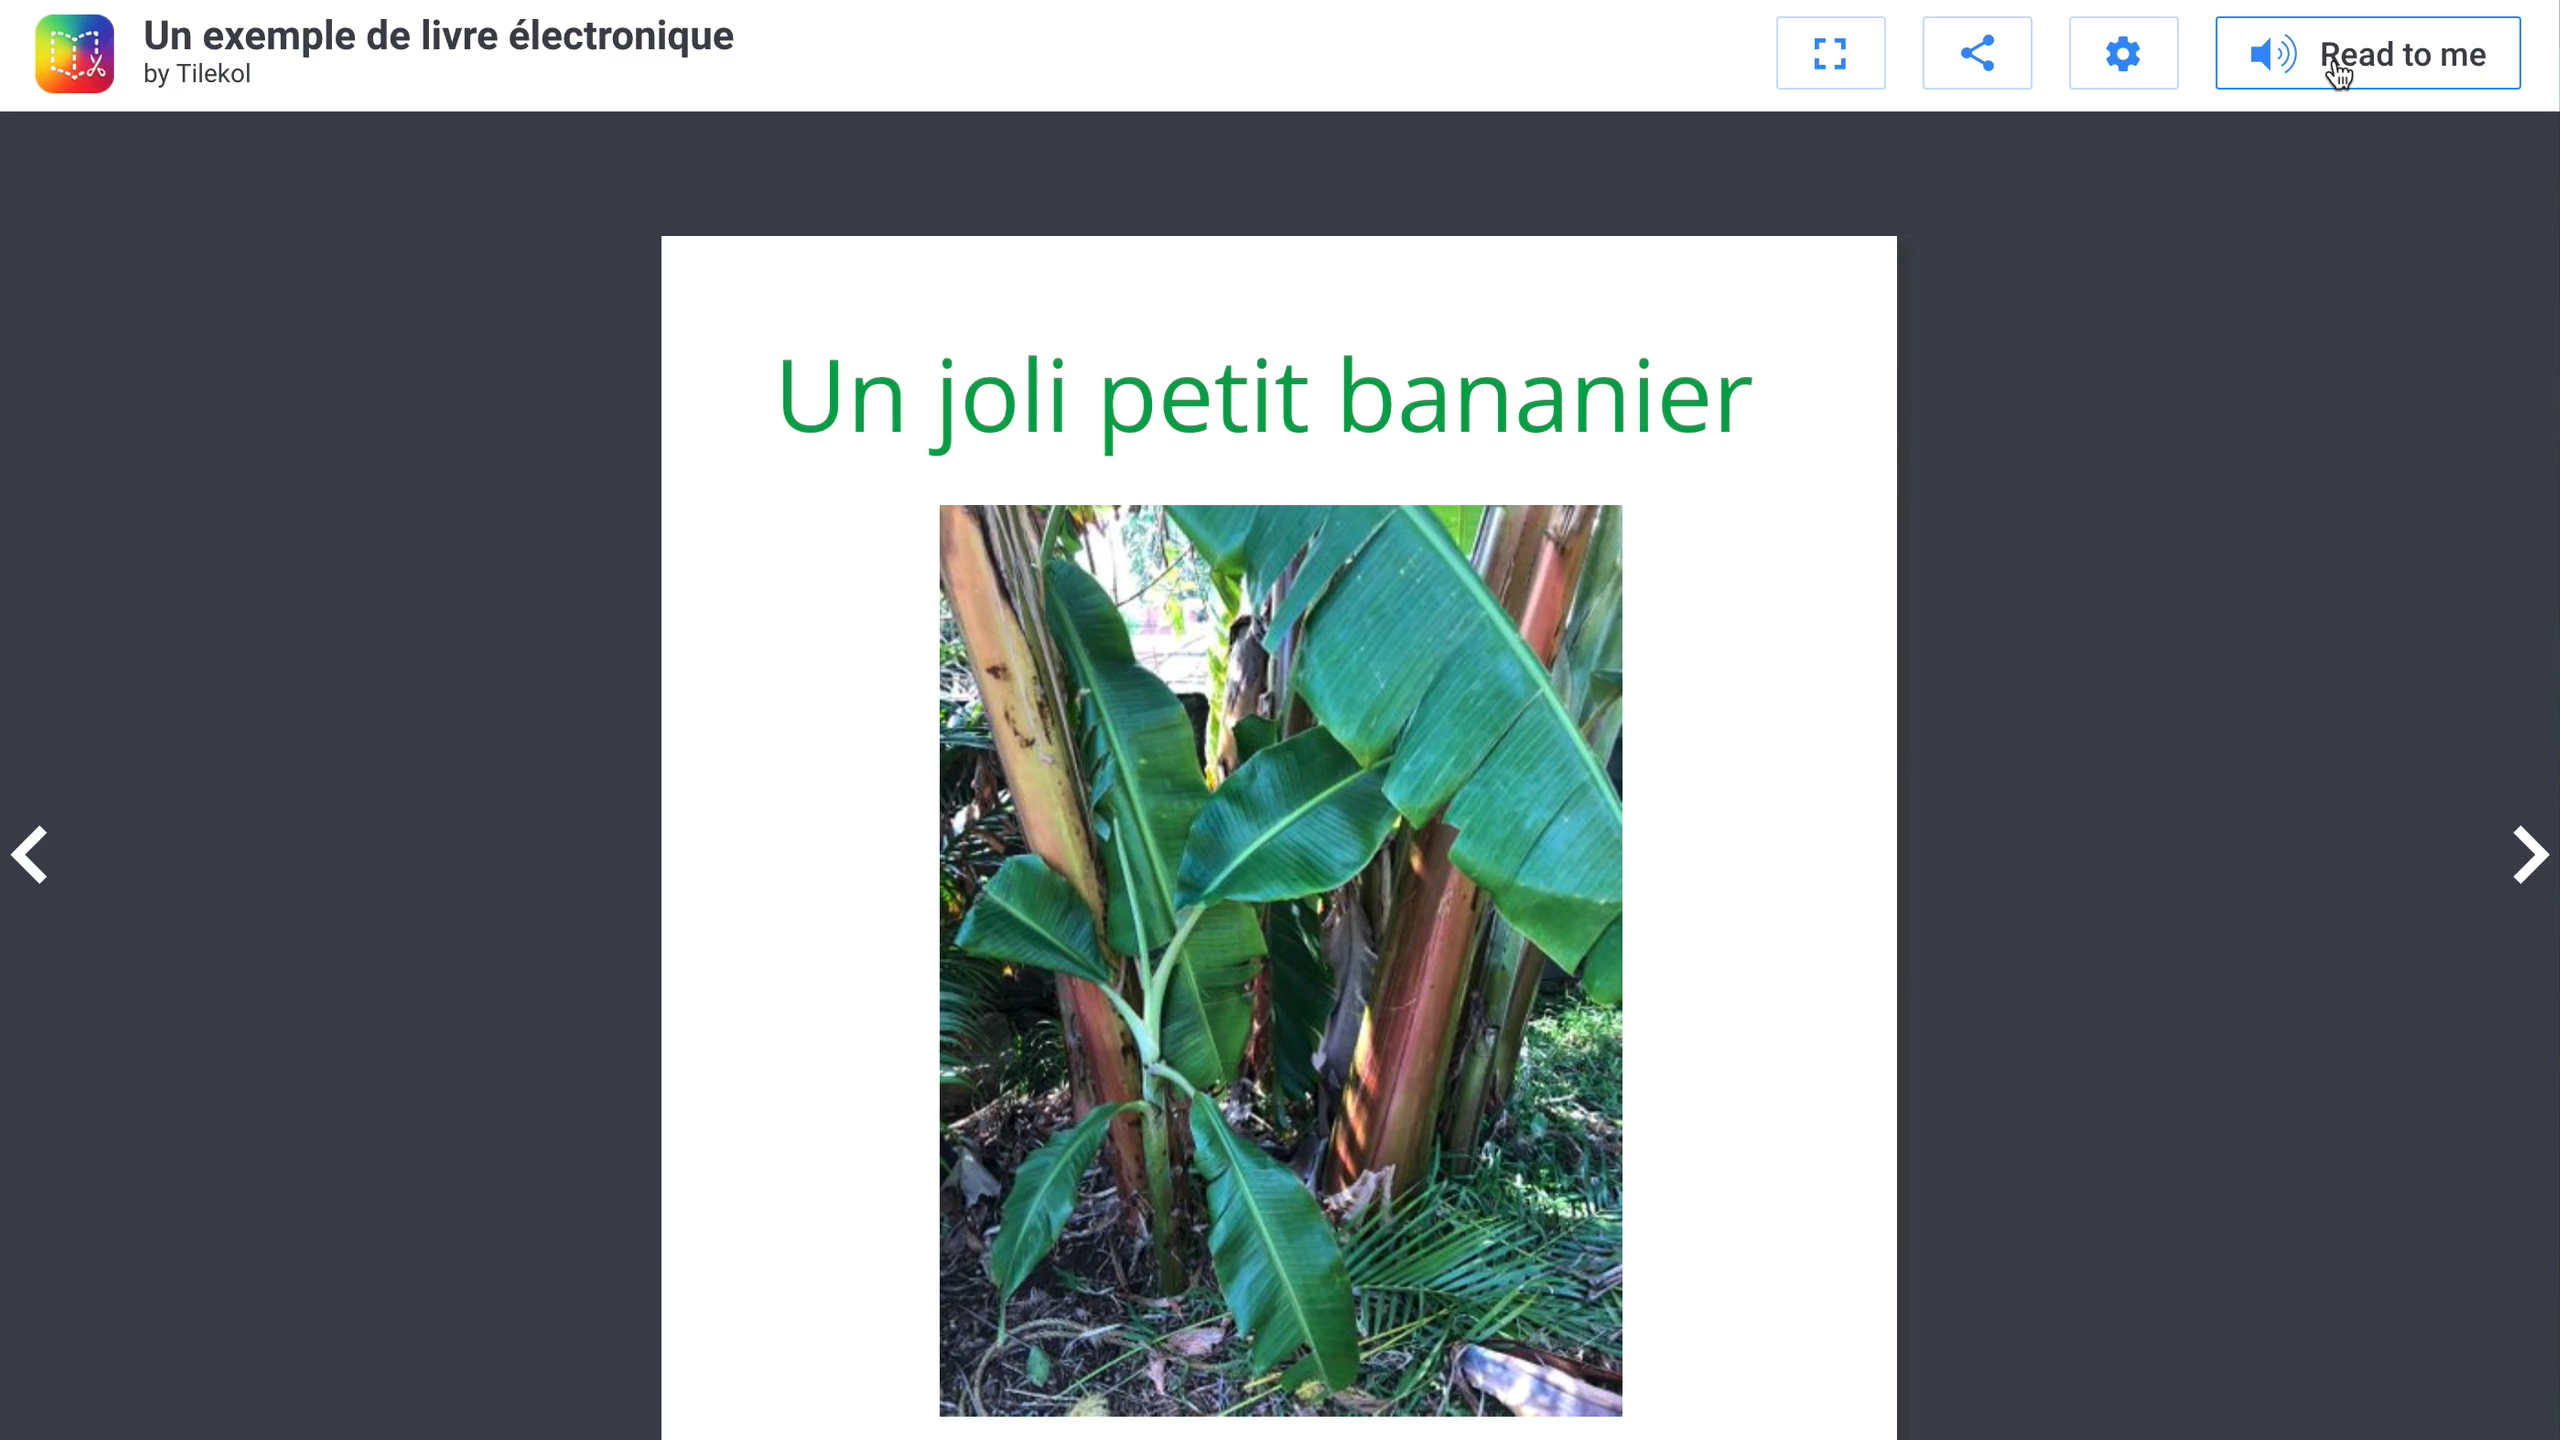 Un exemple de livre électronique
by Tilekol
Read to me
Un joli petit bananier